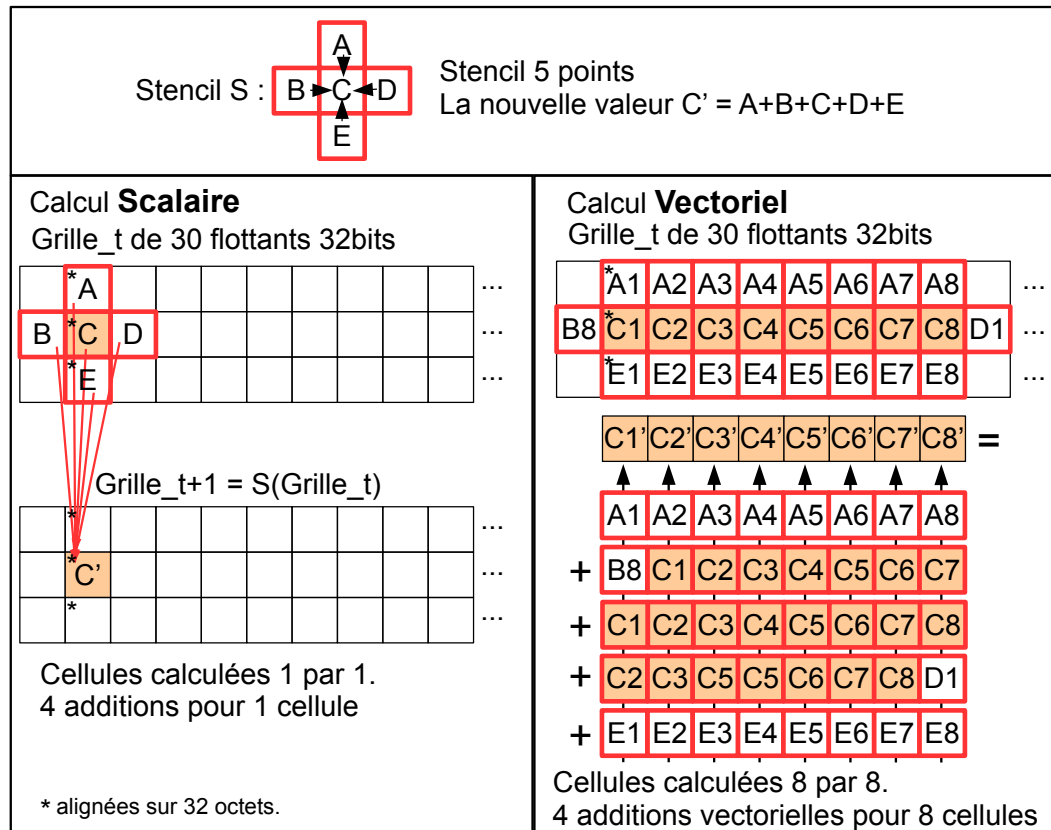 A
Stencil S : B C D
E
Stencil 5 points
La nouvelle valeur C' = A+B+C+D+E
Calcul Scalaire
Grille_t de 30 flottants 32bits
*A ...
B *C D ...
*E ...
Grille_t+1 = S(Grille_t)
* ...
*C' ...
* ...
Cellules calculées 1 par 1.
4 additions pour 1 cellule
* alignées sur 32 octets.
Calcul Vectoriel
Grille_t de 30 flottants 32bits
*A1 A2 A3 A4 A5 A6 A7 A8 ...
B8 *C1 C2 C3 C4 C5 C6 C7 C8 D1 ...
*E1 E2 E3 E4 E5 E6 E7 E8 ...
C1' C2' C3' C4' C5' C6' C7' C8' =
A1 A2 A3 A4 A5 A6 A7 A8
+ B8 C1 C2 C3 C4 C5 C6 C7
+ C1 C2 C3 C4 C5 C6 C7 C8
+ C2 C3 C5 C5 C6 C7 C8 D1
+ E1 E2 E3 E4 E5 E6 E7 E8
Cellules calculées 8 par 8.
4 additions vectorielles pour 8 cellules